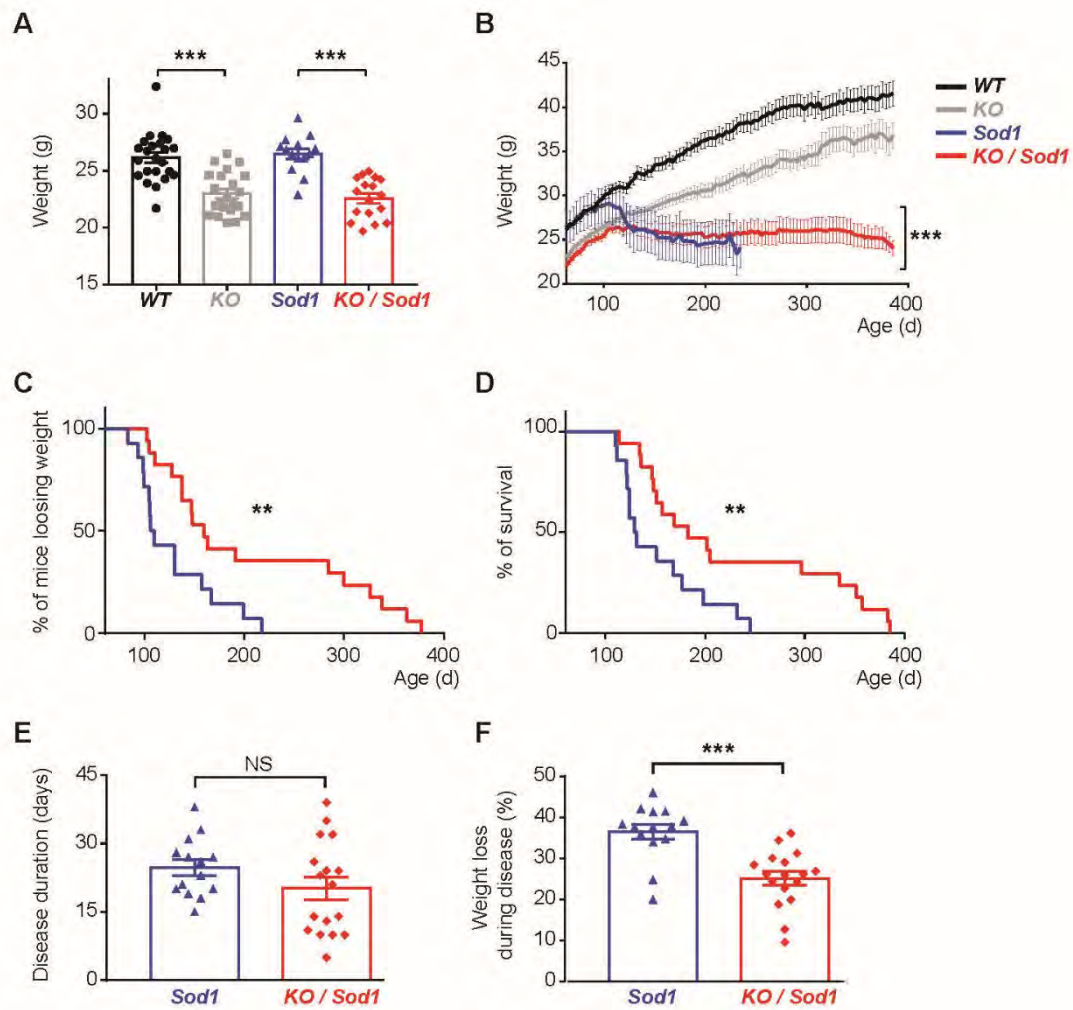 A
*** ***
Weight (g)
30
25
20
15
WT KO Sod1 KO / Sod1
B
Weight (g)
45
40
35
30
25
20
100 200 300 400
Age (d)
WT
KO
Sod1
KO / Sod1
***
C
% of mice loosing weight
100
50
0
**
100 200 300 400
Age (d)
D
% of survival
100
50
0
**
100 200 300 400
Age (d)
E
Disease duration (days)
45
30
15
0
NS
Sod1 KO / Sod1
F
Weight loss
during disease (%)
50
40
30
20
10
0
***
Sod1 KO / Sod1